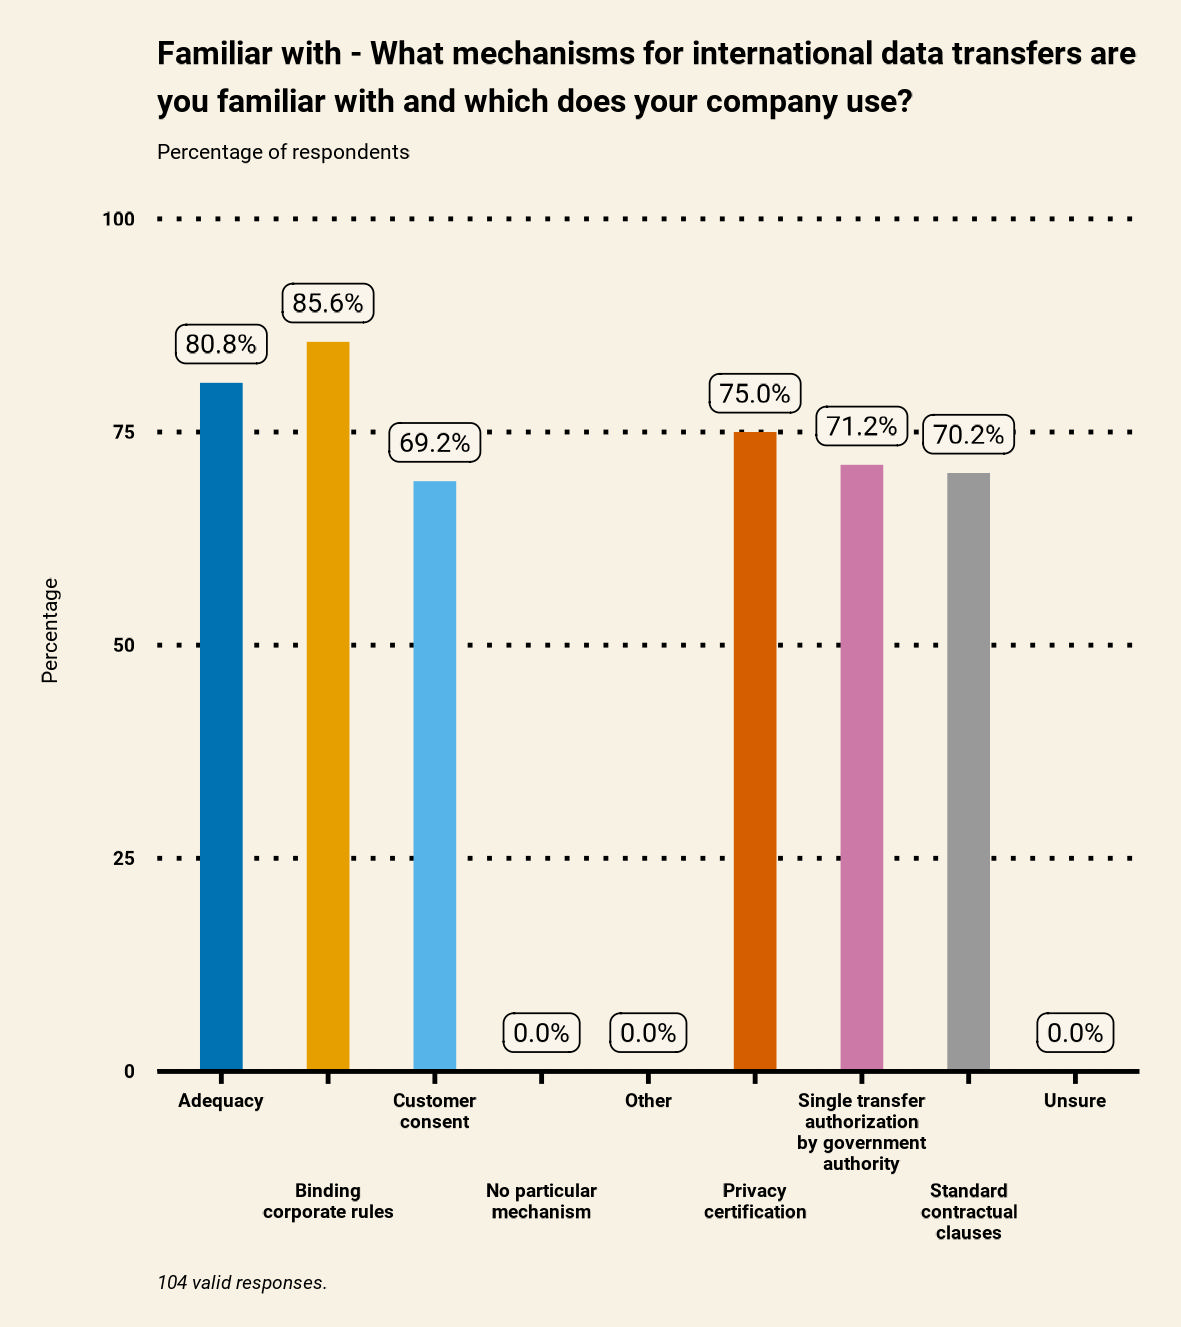 Familiar with - What mechanisms for international data transfers are
you familiar with and which does your company use?
Percentage of respondents
100
75
50
25
0
Percentage
80.8%
85.6%
69.2%
0.0%
0.0%
75.0%
71.2%
70.2%
0.0%
Adequacy
Binding
corporate rules
Customer
consent
No particular
mechanism
Other
Privacy
certification
Single transfer
authorization
by government
authority
Standard
contractual
clauses
Unsure
104 valid responses.